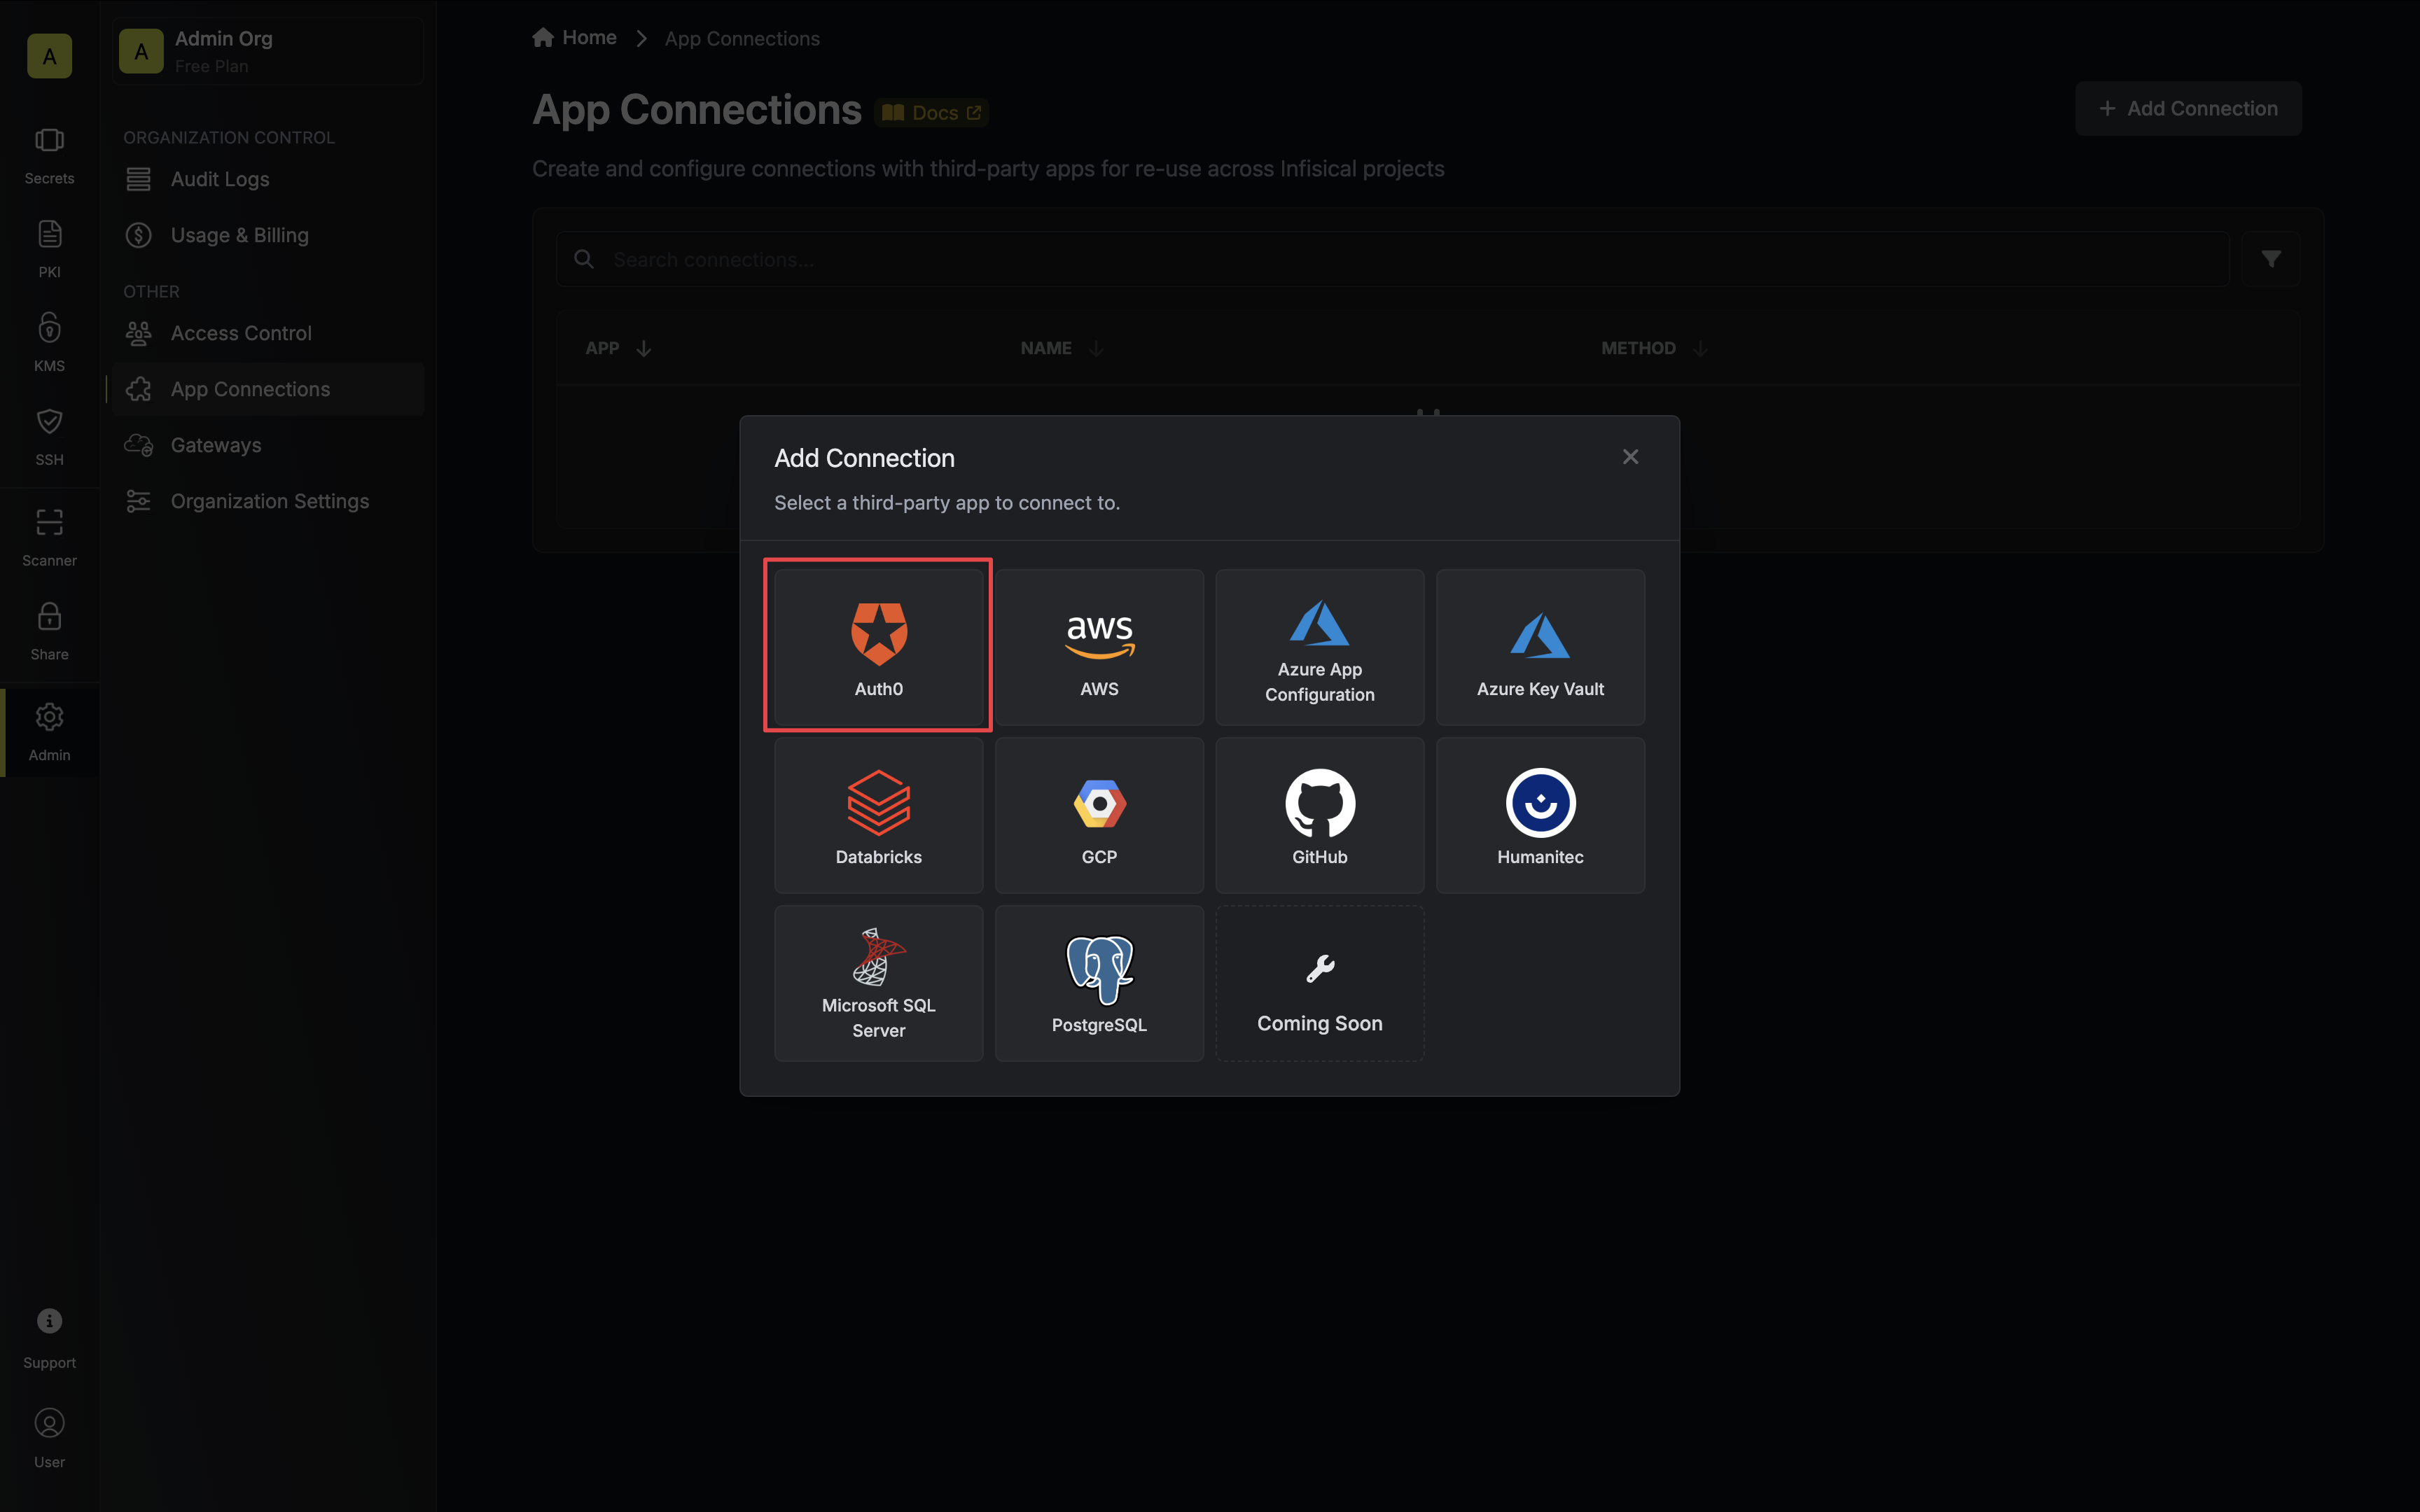 A
Secrets
PKI
KMS
SSH
Scanner
Share
Admin
Support
User
A
Admin Org
Free Plan
ORGANIZATION CONTROL
Audit Logs
Usage & Billing
OTHER
Access Control
App Connections
Gateways
Organization Settings
Home
App Connections
App Connections
Docs
Add Connection
Create and configure connections with third-party apps for re-use across Infisical projects
Search connections...
APP
NAME
METHOD
Add Connection
Select a third-party app to connect to.
Auth0
aws
AWS
Azure App
Configuration
Azure Key Vault
Databricks
GCP
GitHub
Humanitec
Microsoft SQL
Server
PostgreSQL
Coming Soon